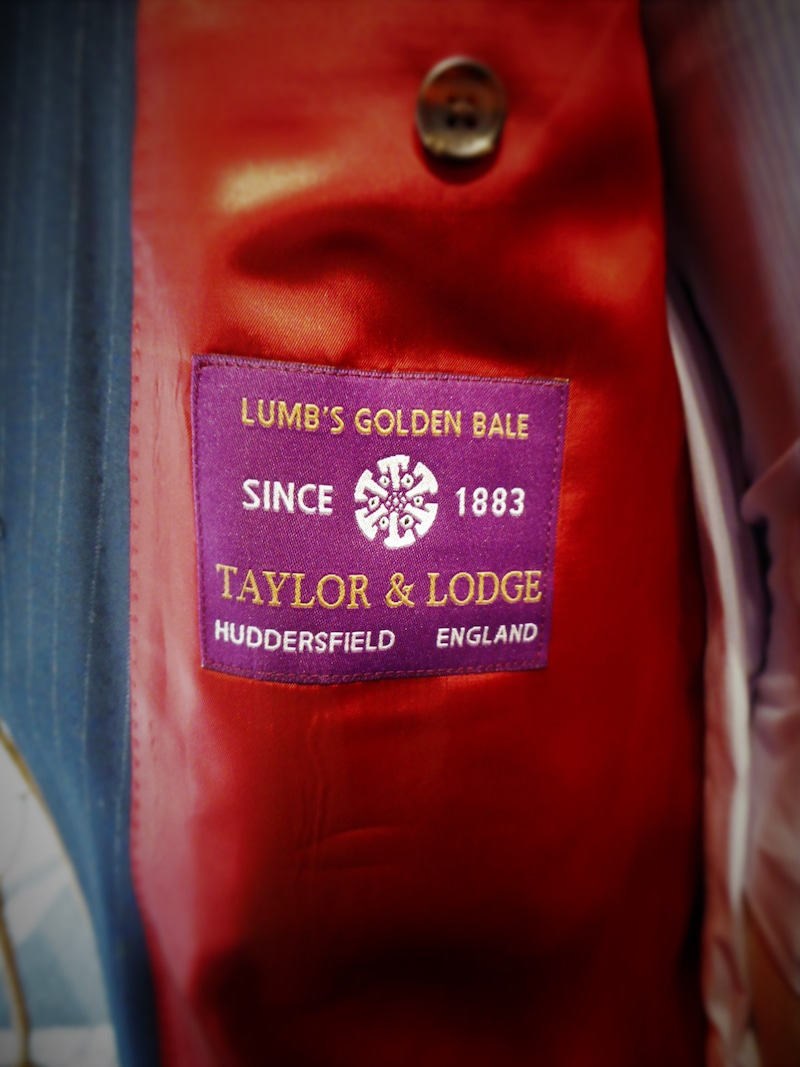 LUMB'S GOLDEN BALE
SINCE 1883
TAYLOR & LODGE
HUDDERSFIELD ENGLAND